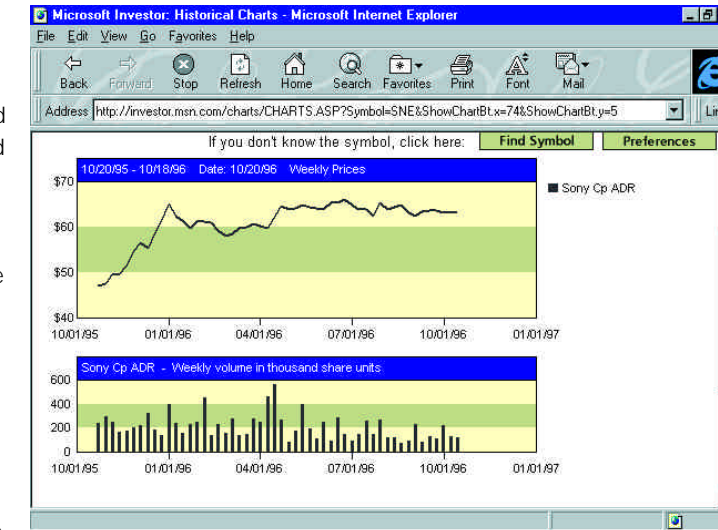 Microsoft Investor: Historical Charts - Microsoft Internet Explorer
File Edit View Go Favorites Help
Back Forward Stop Refresh Home Search Favorites Print Font Mail
Address http://investor.msn.com/charts/CHARTS.ASP?Symbol=SNE&ShowChartBt.x=74&ShowChartBt.y=5
If you don't know the symbol, click here: Find Symbol Preferences
10/20/95 - 10/18/96 Date: 10/20/96 Weekly Prices
$70
Sony Cp ADR
$60
$50
$40
10/01/95 01/01/96 04/01/96 07/01/96 10/01/96 01/01/97
Sony Cp ADR - Weekly volume in thousand share units
600
400
200
0
10/01/95 01/01/96 04/01/96 07/01/96 10/01/96 01/01/97